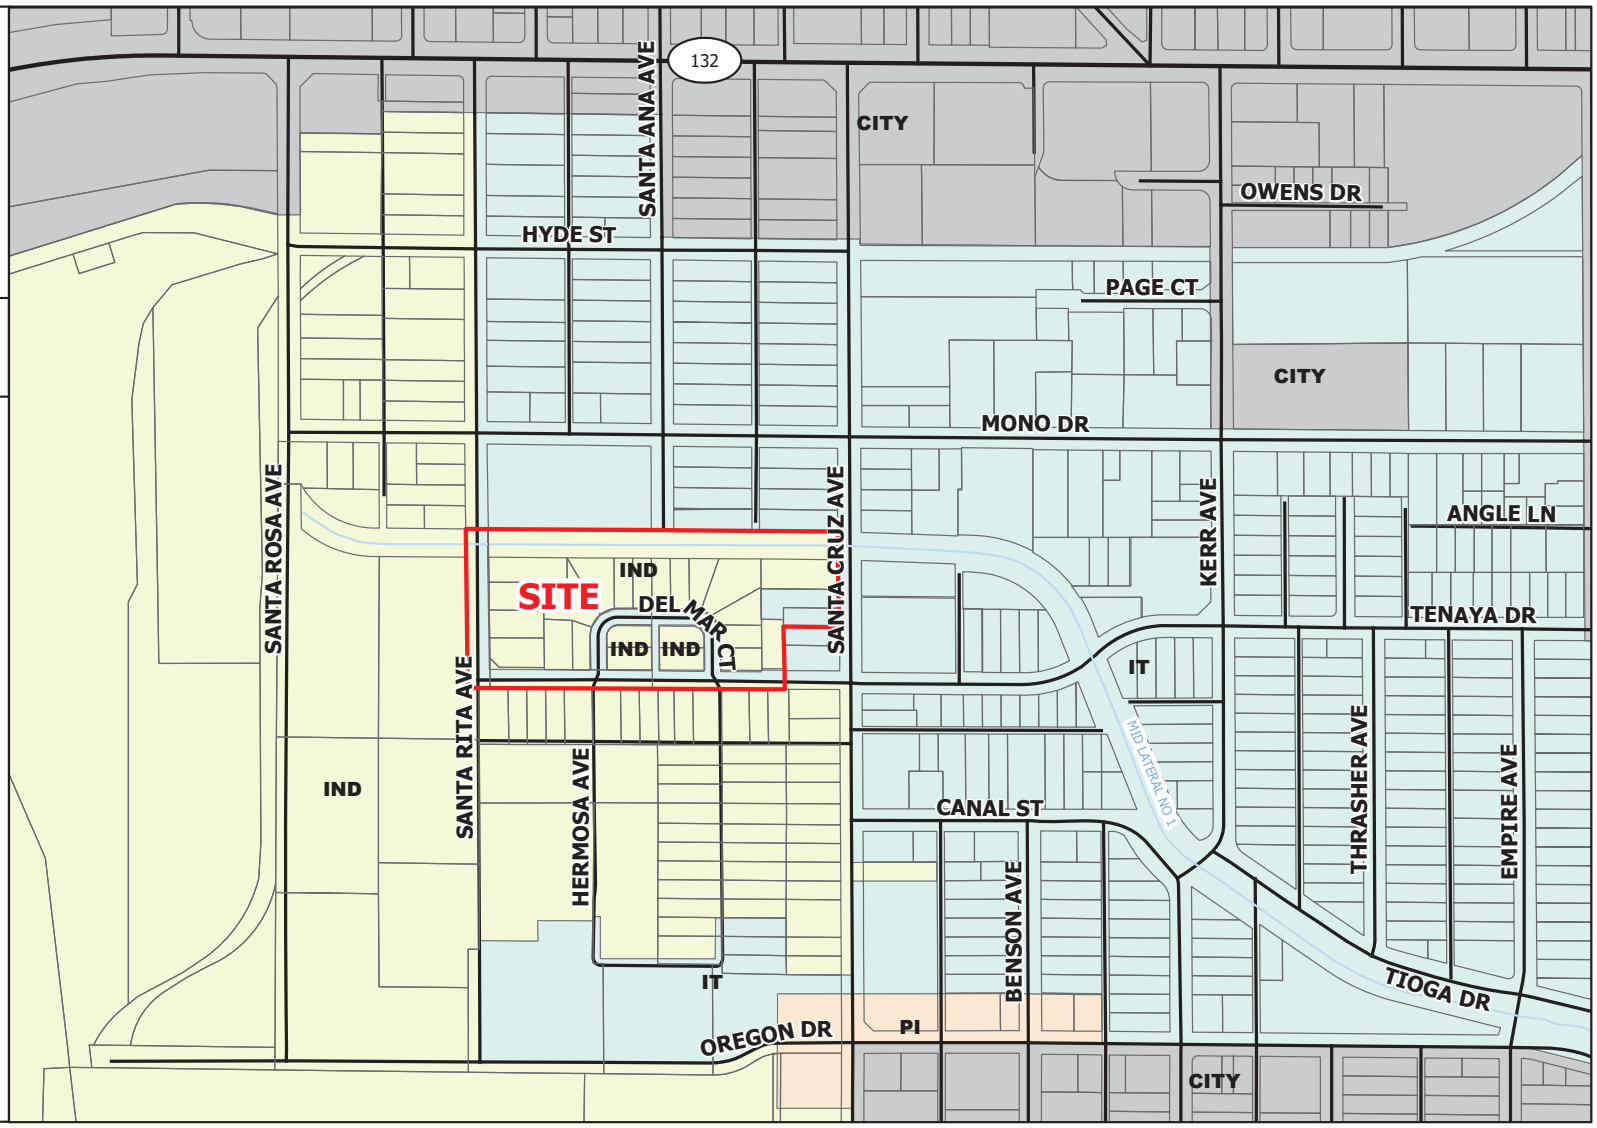 132
SANTA ANA AVE
CITY
OWENS DR
HYDE ST
PAGE CT
CITY
MONO DR
SANTA ROSA AVE
SANTA CRUZ AVE
KERR AVE
ANGLE LN
IND
SITE
DEL MAR CT
TENAYA DR
IND
IND
IT
SANTA RITA AVE
MID LATERAL NO 1
THRASHER AVE
EMPIRE AVE
IND
HERMOSA AVE
CANAL ST
BENSON AVE
IT
TIOGA DR
OREGON DR
PI
CITY